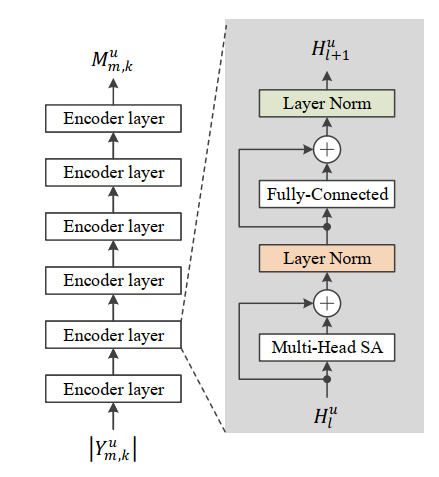 M^u_{m,k}
Encoder layer
Encoder layer
Encoder layer
Encoder layer
Encoder layer
Encoder layer
|Y^u_{m,k}|
H^u_{l+1}
Layer Norm
+
Fully-Connected
Layer Norm
+
Multi-Head SA
H^u_l